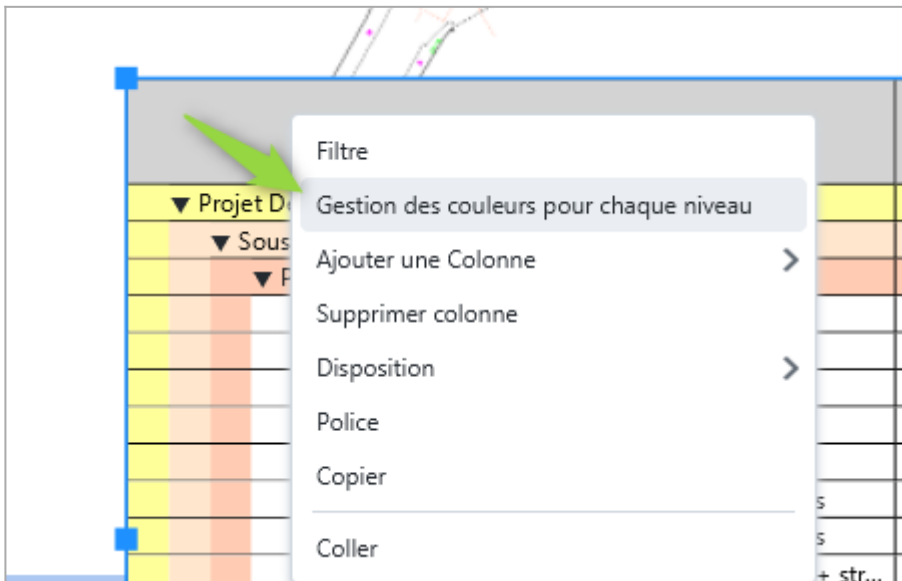 Filtre
▼ Projet D
Gestion des couleurs pour chaque niveau
▼ Sous
Ajouter une Colonne
▼
Supprimer colonne
Disposition
Police
Copier
s
Coller
s
+ str...